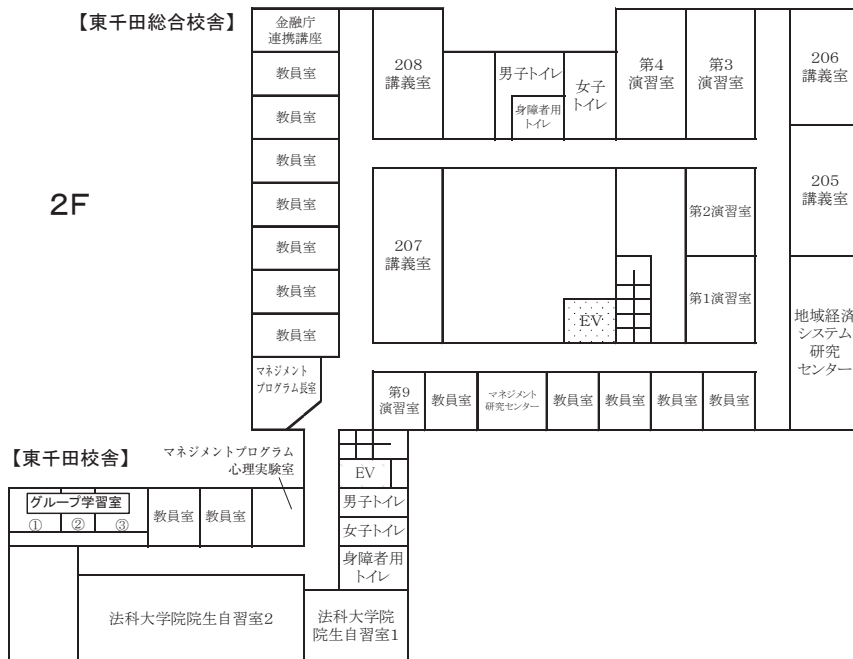 【東千田総合校舎】
金融庁
連携講座
教員室
教員室
教員室
教員室
教員室
教員室
教員室
マネジメント
プログラム長室
208
講義室
男子トイレ
身障者用
トイレ
女子
トイレ
第4
演習室
第3
演習室
206
講義室
205
講義室
2F
207
講義室
第2演習室
第1演習室
EV
地域経済
システム
研究
センター
第9
演習室
教員室
マネジメント
研究センター
教員室
教員室
教員室
教員室
【東千田校舎】
マネジメントプログラム
心理実験室
グループ学習室
① ② ③
教員室
教員室
EV
男子トイレ
女子トイレ
身障者用
トイレ
法科大学院院生自習室2
法科大学院
院生自習室1